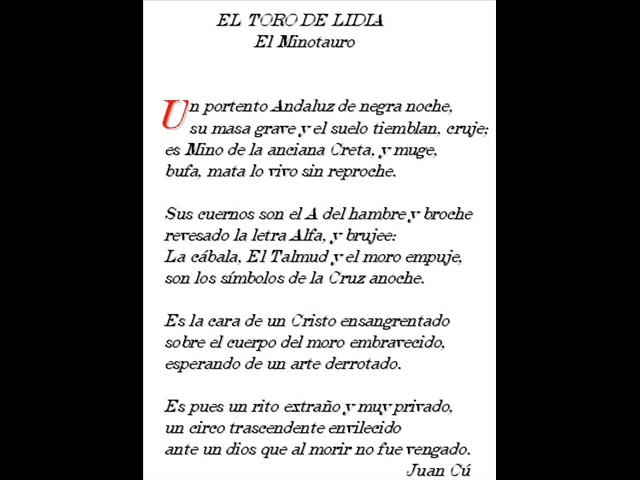 EL TORO DE LIDIA
El Minotauro
Un portento Andaluz de negra noche,
su masa grave y el suelo tiemblan, cruje;
es Mino de la anciana Creta, y muge,
bufa, mata lo vivo sin reproche.
Sus cuernos son el A del hambre y broche
revesado la letra Alfa, y brujee:
La cábala, El Talmud y el moro empuje,
son los símbolos de la Cruz anoche.
Es la cara de un Cristo ensangrentado
sobre el cuerpo del moro embravecido,
esperando de un arte derrotado.
Es pues un rito extraño y muy privado,
un circo trascendente envilecido
ante un dios que al morir no fue vengado.
Juan Cú